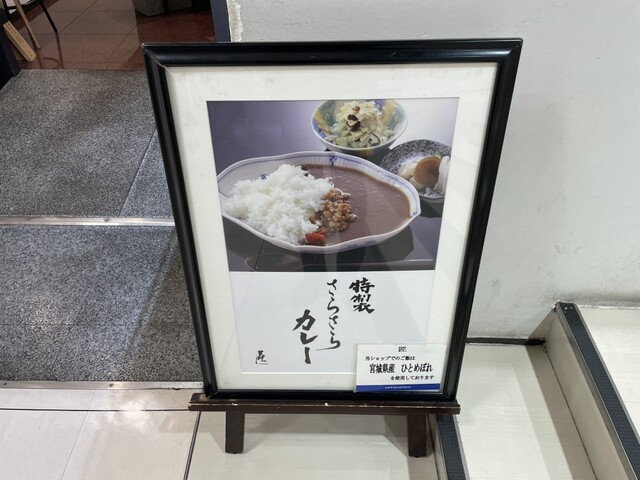 特製
さらさら
カレー
当ショップでのご飯は
宮城県産 ひとめぼれ
を使用しております